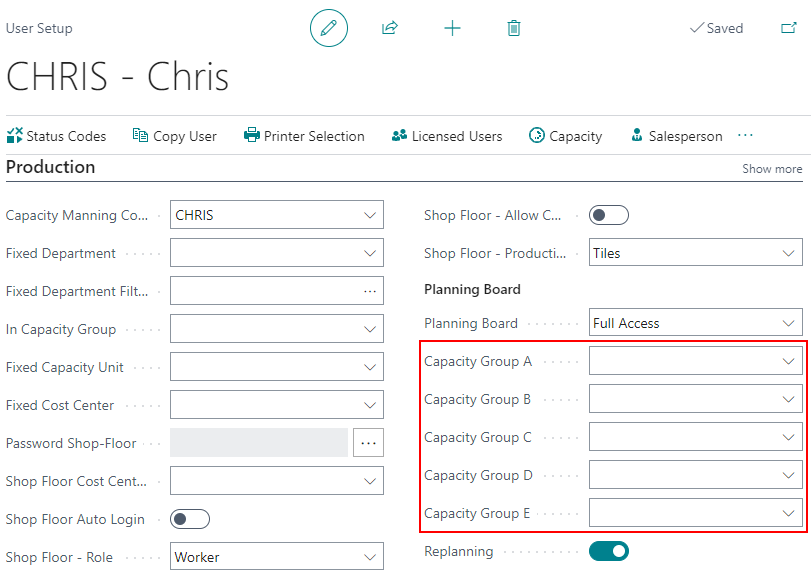 User Setup
Saved
CHRIS - Chris
Status Codes
Copy User
Printer Selection
Licensed Users
Capacity
Salesperson
Production
Show more
Capacity Manning Co...
CHRIS
Fixed Department
Fixed Department Filt...
In Capacity Group
Fixed Capacity Unit
Fixed Cost Center
Password Shop-Floor
Shop Floor Cost Cent...
Shop Floor Auto Login
Shop Floor - Role
Worker
Shop Floor - Allow C...
Shop Floor - Producti...
Tiles
Planning Board
Planning Board
Full Access
Capacity Group A
Capacity Group B
Capacity Group C
Capacity Group D
Capacity Group E
Replanning